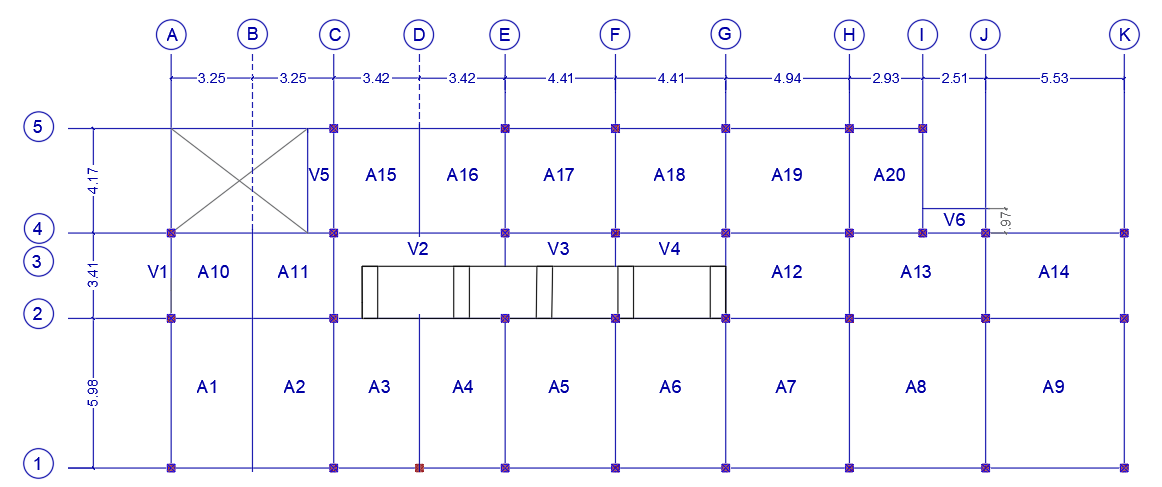 A B C D E F G H I J K
3.25 3.25 3.42 3.42 4.41 4.41 4.94 2.93 2.51 5.53
5
4.17 V5 A15 A16 A17 A18 A19 A20
V6 .97
4
V2 V3 V4
3
3.41 V1 A10 A11 A12 A13 A14
2
5.98 A1 A2 A3 A4 A5 A6 A7 A8 A9
1